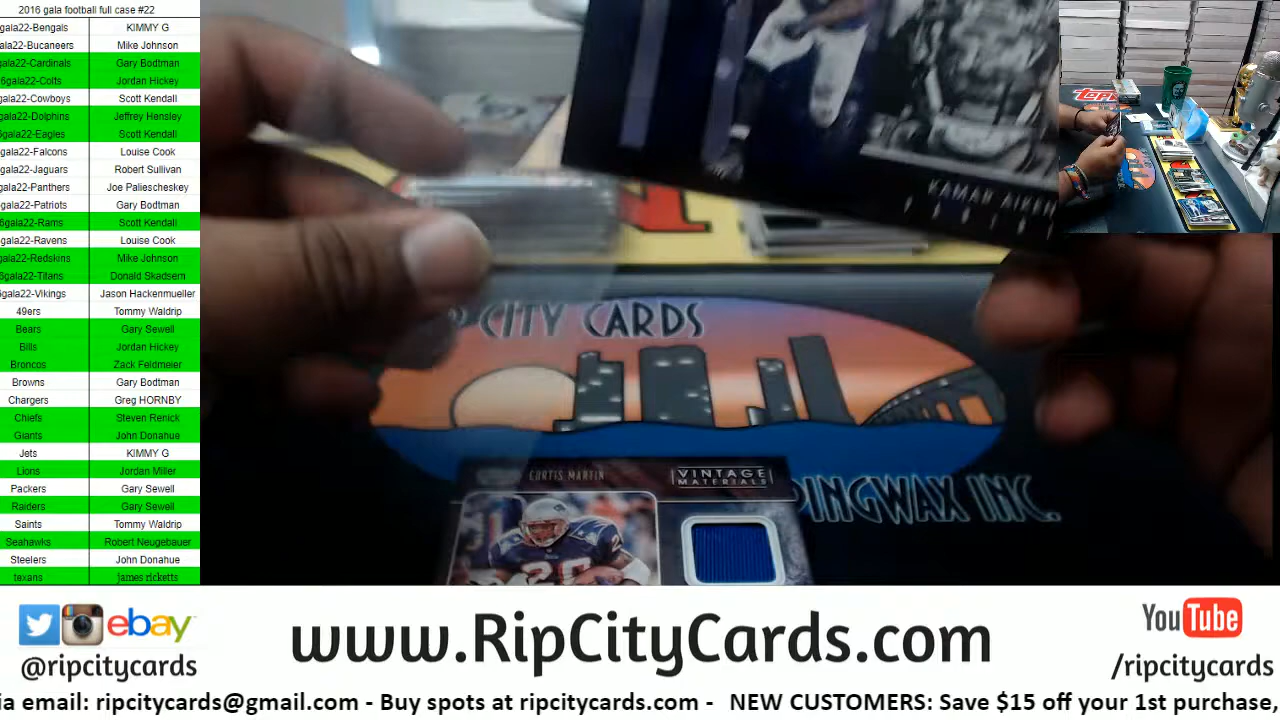 2016 gala football full case #22
gala22-Bengals KIMMY G
ala22-Bucaneers Mike Johnson
gala22-Cardinals Gary Bodtman
6gala22-Colts Jordan Hickey
gala22-Cowboys Scott Kendall
gala22-Dolphins Jeffrey Hensley
6gala22-Eagles Scott Kendall
gala22-Falcons Louise Cook
gala22-Jaguars Robert Sullivan
gala22-Panthers Joe Paliescheskey
gala22-Patriots Gary Bodtman
6gala22-Rams Scott Kendall
gala22-Ravens Louise Cook
gala22-Redskins Mike Johnson
6gala22-Titans Donald Skadsem
gala22-Vikings Jason Hackenmueller
49ers Tommy Waldrip
Bears Gary Sewell
Bills Jordan Hickey
Broncos Zack Feldmeier
Browns Gary Bodtman
Chargers Greg HORNBY
Chiefs Steven Renick
Giants John Donahue
Jets KIMMY G
Lions Jordan Miller
Packers Gary Sewell
Raiders Gary Sewell
Saints Tommy Waldrip
Seahawks Robert Neugebauer
Steelers John Donahue
texans james ricketts
KAMAR AIKEN
P CITY CARDS
CURTIS MARTIN
VINTAGE
MATERIALS
PINGWAX INC.
ebay
@ripcitycards
www.RipCityCards.com
YouTube
/ripcitycards
ia email: ripcitycards@gmail.com - Buy spots at ripcitycards.com - NEW CUSTOMERS: Save $15 off your 1st purchase,